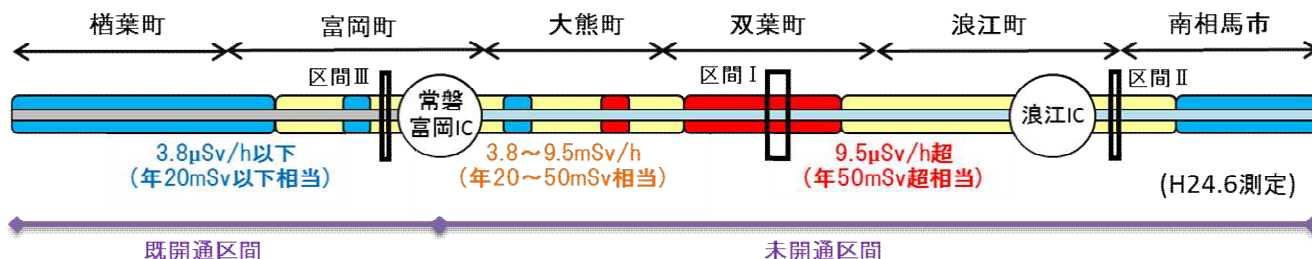 楢葉町 富岡町 大熊町 双葉町 浪江町 南相馬市
区間Ⅲ 区間Ⅰ 区間Ⅱ
常磐
富岡IC
浪江IC
3.8μSv/h以下
(年20mSv以下相当)
3.8～9.5mSv/h
(年20～50mSv相当)
9.5μSv/h超
(年50mSv超相当)
(H24.6測定)
既開通区間 未開通区間